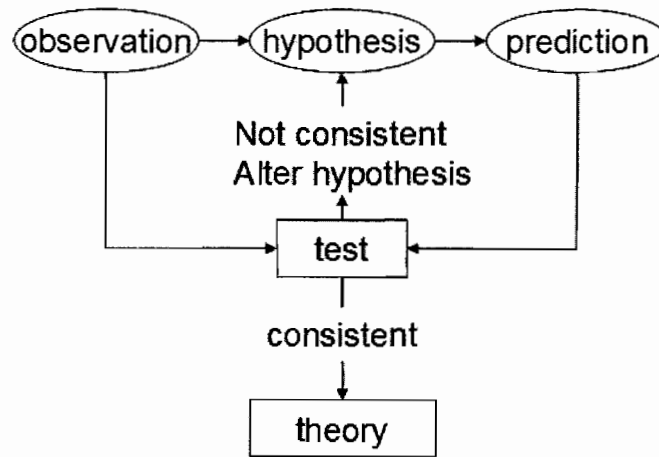 observation
hypothesis
prediction
Not consistent
Alter hypothesis
test
consistent
theory